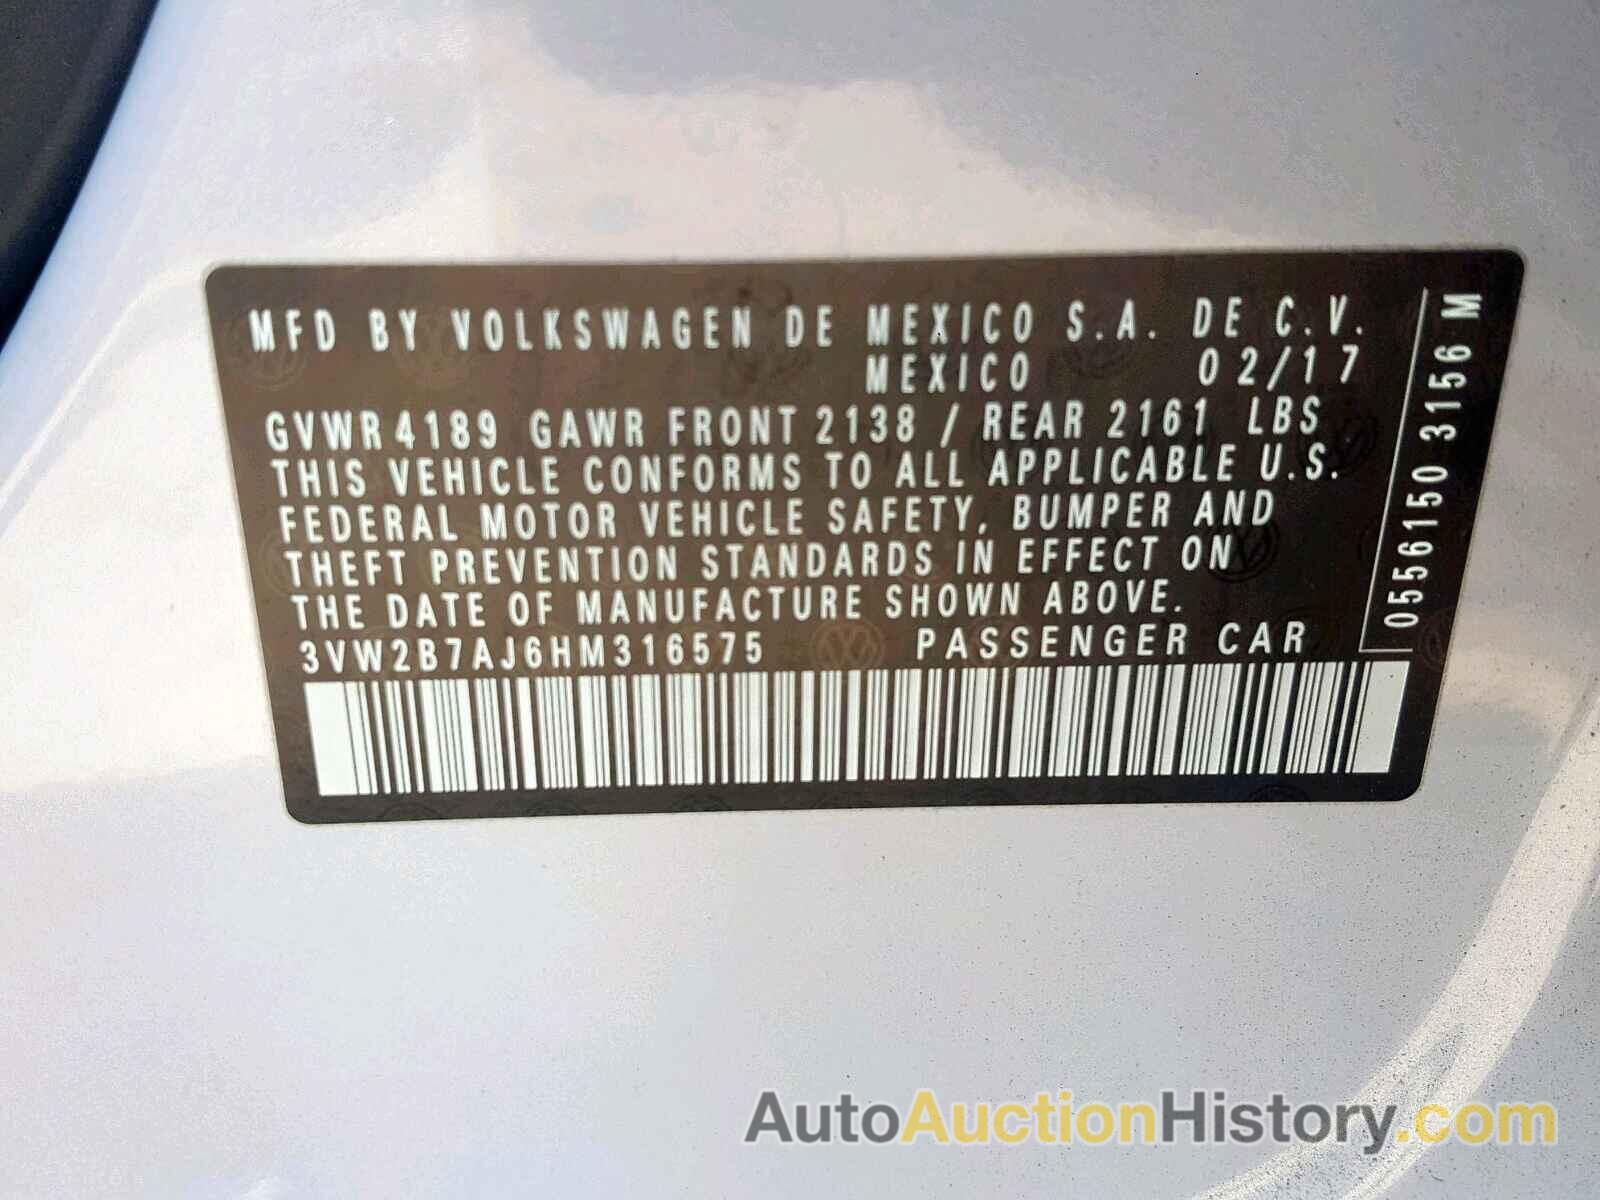 MFD BY VOLKSWAGEN DE MEXICO S.A. DE C.V.
MEXICO 02/17
GVWR 4189 GAWR FRONT 2138 / REAR 2161 LBS
THIS VEHICLE CONFORMS TO ALL APPLICABLE U.S.
FEDERAL MOTOR VEHICLE SAFETY, BUMPER AND
THEFT PREVENTION STANDARDS IN EFFECT ON
THE DATE OF MANUFACTURE SHOWN ABOVE.
3VW2B7AJ6HM316575 PASSENGER CAR
0556150 3156 M
AutoAuctionHistory.com